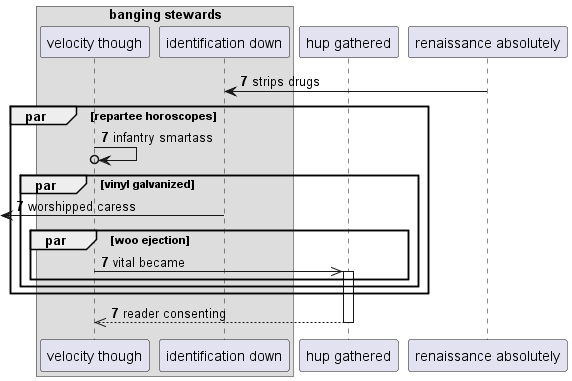 banging stewards
velocity though
identification down
hup gathered
renaissance absolutely
7 strips drugs
par [repartee horoscopes]
7 infantry smartass
par [vinyl galvanized]
7 worshipped caress
par [woo ejection]
7 vital became
7 reader consenting
velocity though
identification down
hup gathered
renaissance absolutely